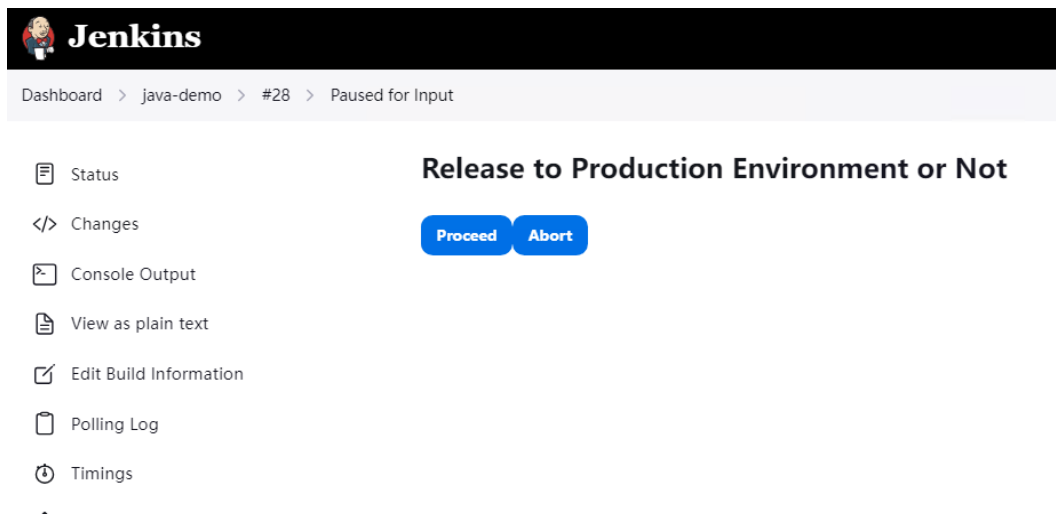 Jenkins
Dashboard > java-demo > #28 > Paused for Input
Release to Production Environment or Not
Proceed Abort
Status
</> Changes
Console Output
View as plain text
Edit Build Information
Polling Log
Timings